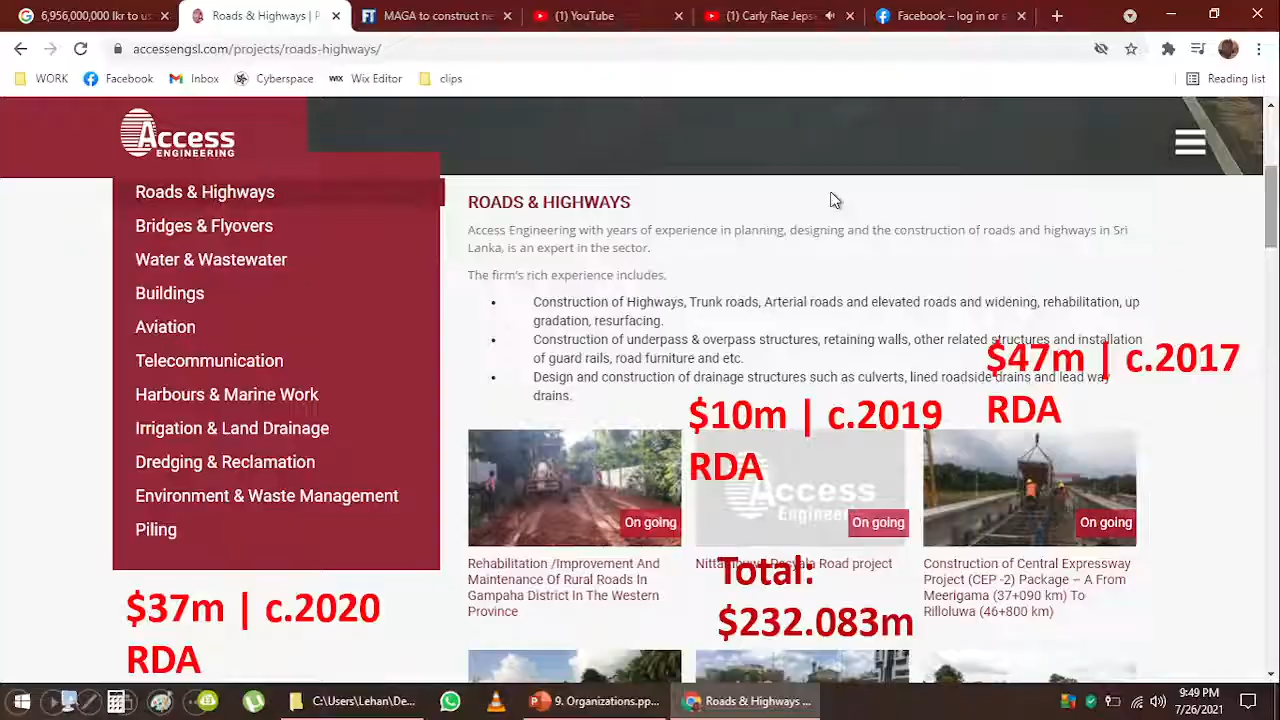 6,956,000,000 lkr to us
Roads & Highways | P
MAGA to construct ne
(1) YouTube
(1) Carly Rae Jeps
Facebook – log in or s
accessengsl.com/projects/roads-highways/
WORK
Facebook
Inbox
Cyberspace
WIX Wix Editor
clips
Reading list
Access
ENGINEERING
Roads & Highways
Bridges & Flyovers
Water & Wastewater
Buildings
Aviation
Telecommunication
Harbours & Marine Work
Irrigation & Land Drainage
Dredging & Reclamation
Environment & Waste Management
Piling
ROADS & HIGHWAYS
Access Engineering with years of experience in planning, designing and the construction of roads and highways in Sri
Lanka, is an expert in the sector.
The firm's rich experience includes.
• Construction of Highways, Trunk roads, Arterial roads and elevated roads and widening, rehabilitation, up
gradation, resurfacing.
• Construction of underpass & overpass structures, retaining walls, other related structures and installation
of guard rails, road furniture and etc.
• Design and construction of drainage structures such as culverts, lined roadside drains and lead way
drains.
$47m | c.2017
RDA
$10m | c.2019
RDA
Access
Engineer
On going
On going
On going
Rehabilitation /Improvement And
Maintenance Of Rural Roads In
Gampaha District In The Western
Province
Road project
Construction of Central Expressway
Project (CEP -2) Package – A From
Meerigama (37+090 km) To
Rilloluwa (46+800 km)
Total:
$232.083m
$37m | c.2020
RDA
C:\Users\Lehan\De...
9. Organizations.pp...
Roads & Highways ...
9:49 PM
7/26/2021